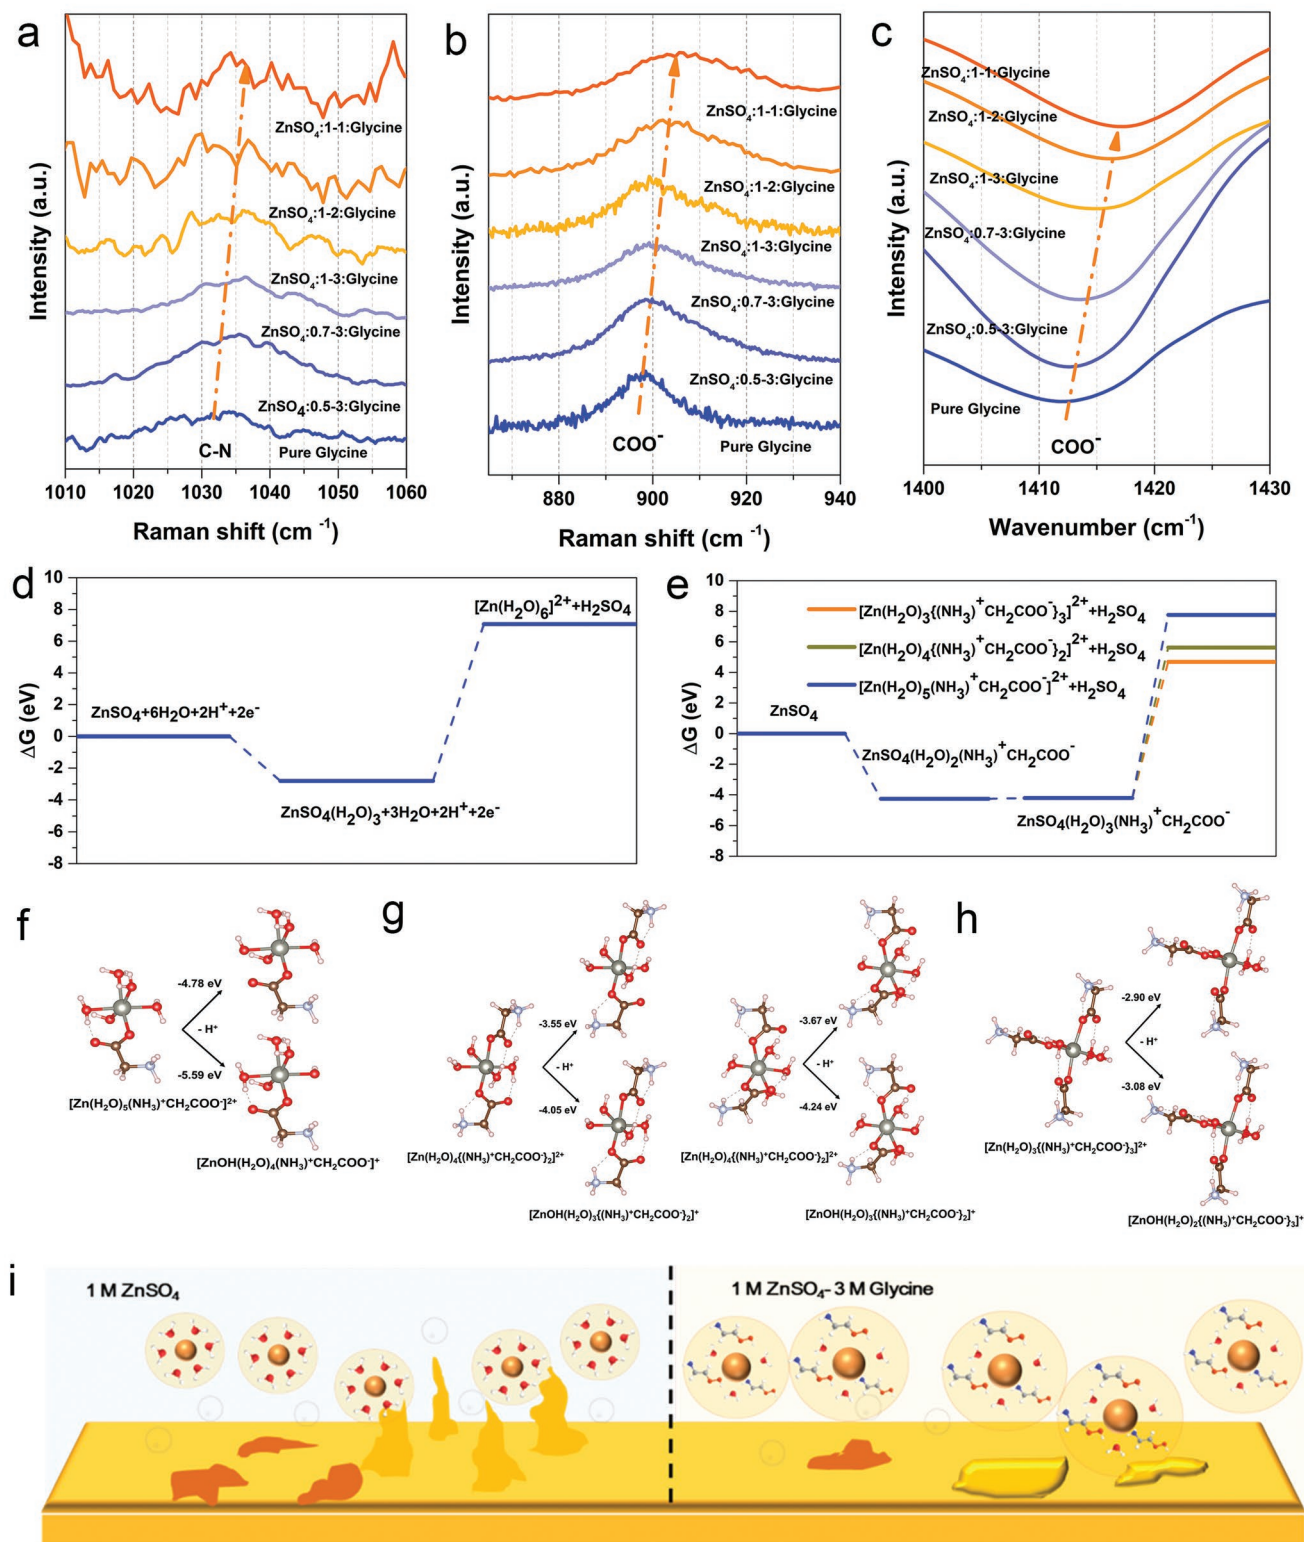 a
ZnSO4:1-1:Glycine
ZnSO4:1-2:Glycine
ZnSO4:1-3:Glycine
ZnSO4:0.7-3:Glycine
ZnSO4:0.5-3:Glycine
C-N
Pure Glycine
Intensity (a.u.)
1010 1020 1030 1040 1050 1060
Raman shift (cm -1)
b
ZnSO4:1-1:Glycine
ZnSO4:1-2:Glycine
ZnSO4:1-3:Glycine
ZnSO4:0.7-3:Glycine
ZnSO4:0.5-3:Glycine
COO-
Pure Glycine
Intensity (a.u.)
880 900 920 940
Raman shift (cm -1)
c
ZnSO4:1-1:Glycine
ZnSO4:1-2:Glycine
ZnSO4:1-3:Glycine
ZnSO4:0.7-3:Glycine
ZnSO4:0.5-3:Glycine
Pure Glycine
COO-
Intensity (a.u.)
1400 1410 1420 1430
Wavenumber (cm-1)
d
10
8
6
4
2
0
-2
-4
-6
-8
ΔG (eV)
[Zn(H2O)6]2++H2SO4
ZnSO4+6H2O+2H++2e-
ZnSO4(H2O)3+3H2O+2H++2e-
e
10
8
6
4
2
0
-2
-4
-6
-8
ΔG (eV)
[Zn(H2O)3{(NH3)+CH2COO-}3]2++H2SO4
[Zn(H2O)4{(NH3)+CH2COO-}2]2++H2SO4
[Zn(H2O)5(NH3)+CH2COO-]2++H2SO4
ZnSO4
ZnSO4(H2O)2(NH3)+CH2COO-
ZnSO4(H2O)3(NH3)+CH2COO-
f
-4.78 eV
- H+
-5.59 eV
[Zn(H2O)5(NH3)+CH2COO-]2+
[ZnOH(H2O)4(NH3)+CH2COO-]+
g
-3.55 eV
- H+
-4.05 eV
[Zn(H2O)4{(NH3)+CH2COO-}2]2+
[ZnOH(H2O)3{(NH3)+CH2COO-}2]+
-3.67 eV
- H+
-4.24 eV
[Zn(H2O)4{(NH3)+CH2COO-}2]2+
[ZnOH(H2O)3{(NH3)+CH2COO-}2]+
h
-2.90 eV
- H+
-3.08 eV
[Zn(H2O)3{(NH3)+CH2COO-}3]2+
[ZnOH(H2O)2{(NH3)+CH2COO-}3]+
i
1 M ZnSO4
1 M ZnSO4- 3 M Glycine